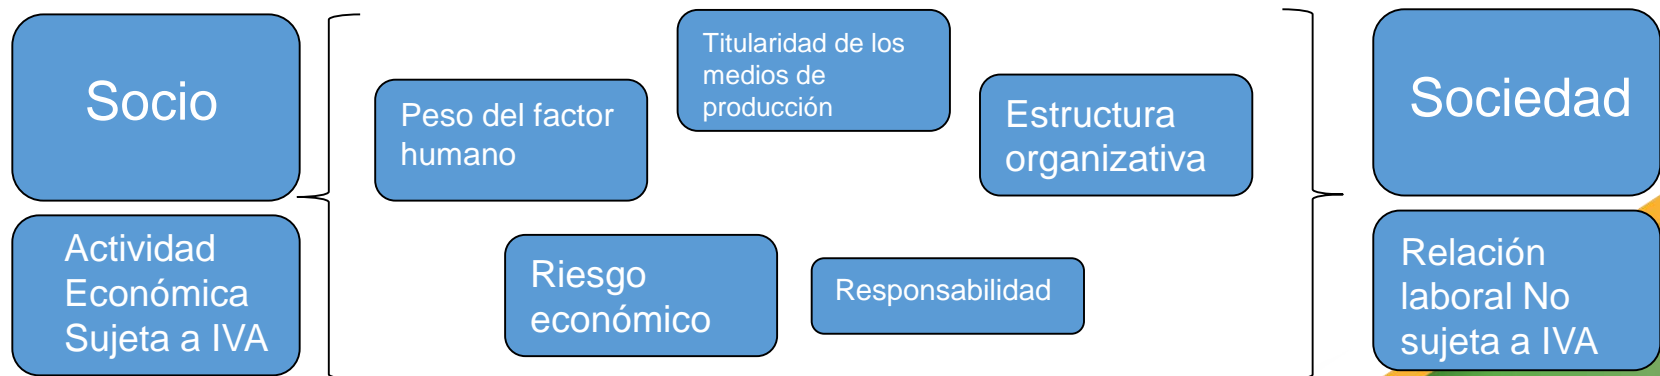 Socio
Actividad
Económica
Sujeta a IVA
Peso del factor
humano
Titularidad de los
medios de
producción
Estructura
organizativa
Riesgo
económico
Responsabilidad
Sociedad
Relación
laboral No
sujeta a IVA